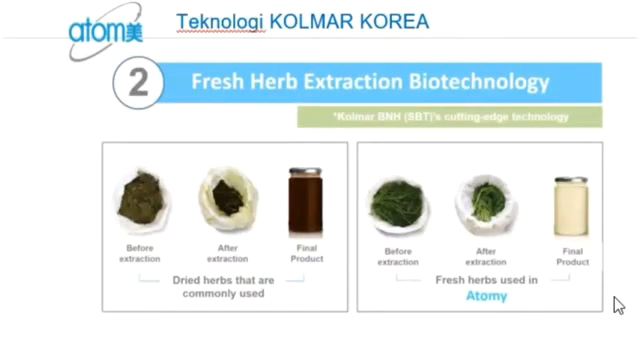 atom美
Teknologi KOLMAR KOREA
2
Fresh Herb Extraction Biotechnology
*Kolmar BNH (SBT)'s cutting-edge technology
Before
extraction
After
extraction
Final
Product
Dried herbs that are
commonly used
Before
extraction
After
extraction
Final
Product
Fresh herbs used in
Atomy